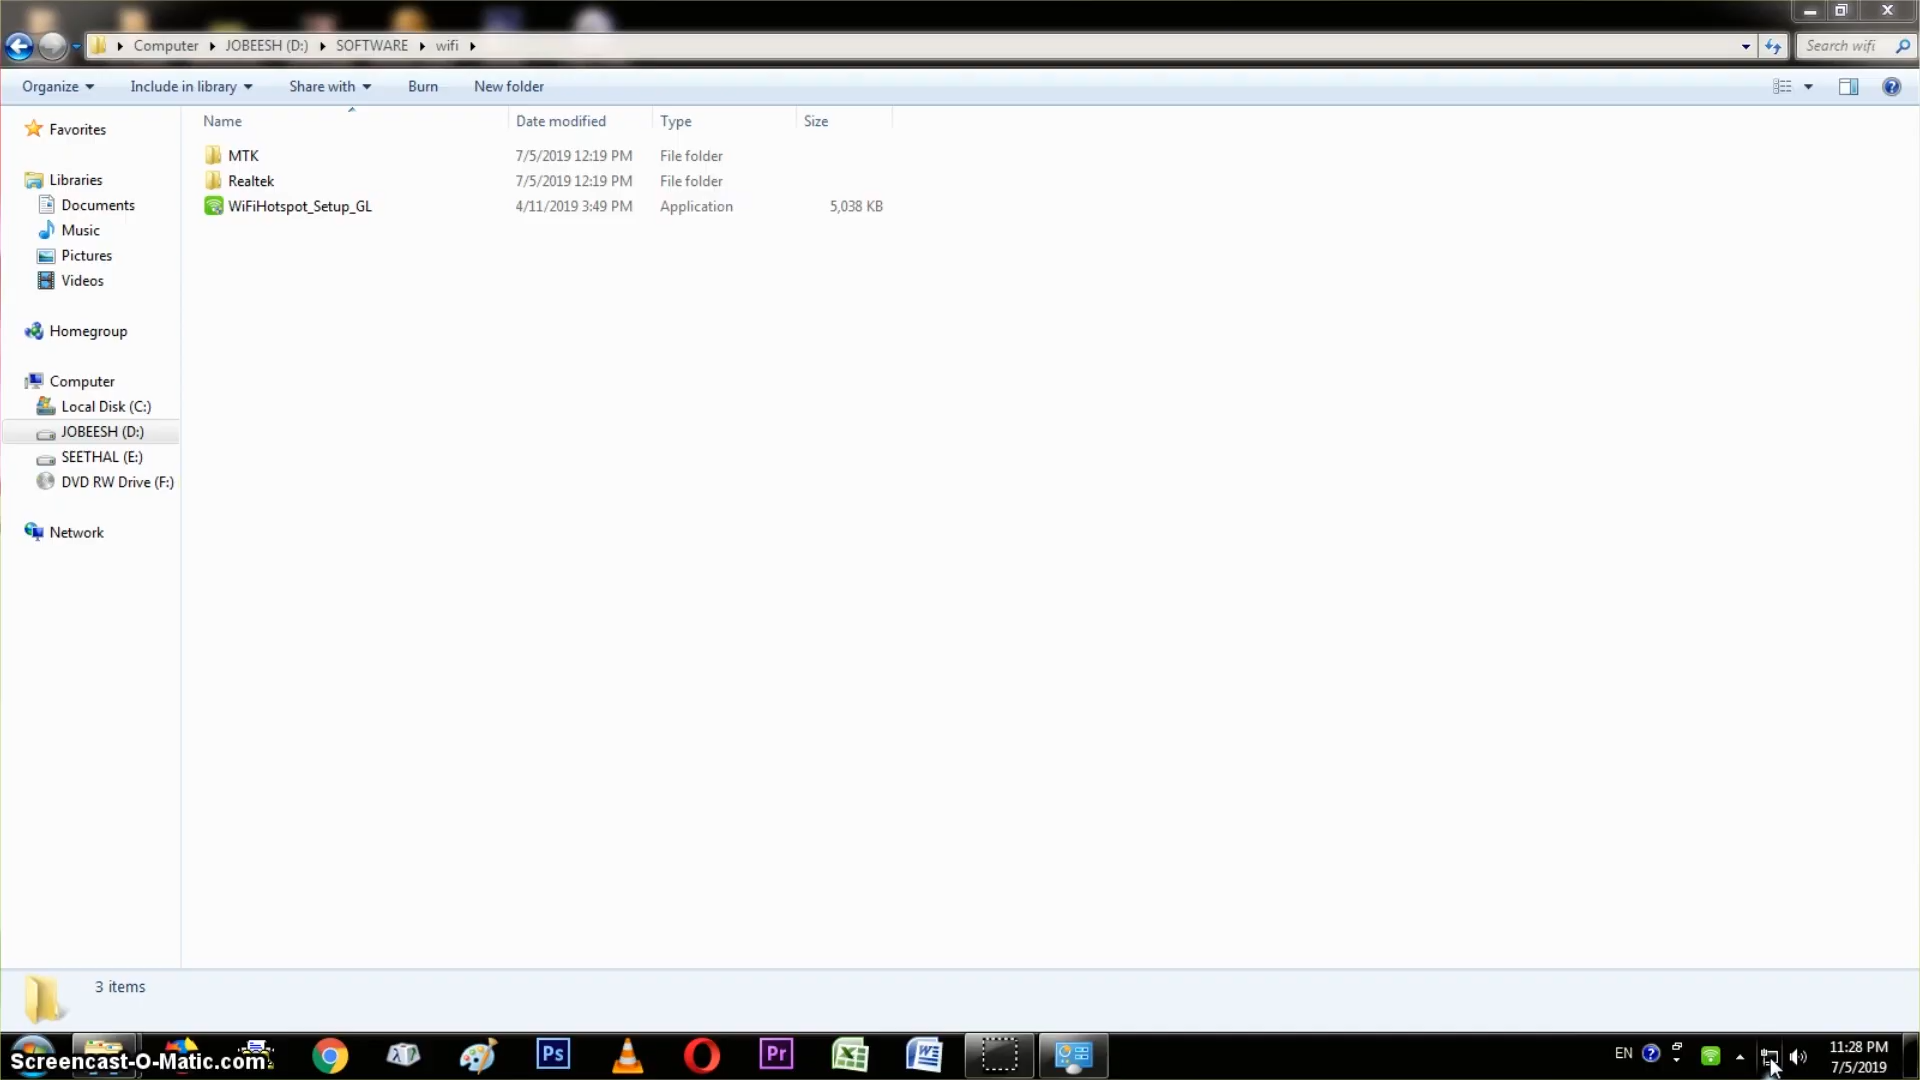 Computer JOBEESH (D:) SOFTWARE wifi Search wifi
Organize Include in library Share with Burn New folder
Name Date modified Type Size
MTK 7/5/2019 12:19 PM File folder
Realtek 7/5/2019 12:19 PM File folder
WiFiHotspot_Setup_GL 4/11/2019 3:49 PM Application 5,038 KB
Favorites
Libraries
Documents
Music
Pictures
Videos
Homegroup
Computer
Local Disk (C:)
JOBEESH (D:)
SEETHAL (E:)
DVD RW Drive (F:)
Network
3 items
Screencast-O-Matic.com
Ps
Pr
EN
11:28 PM
7/5/2019